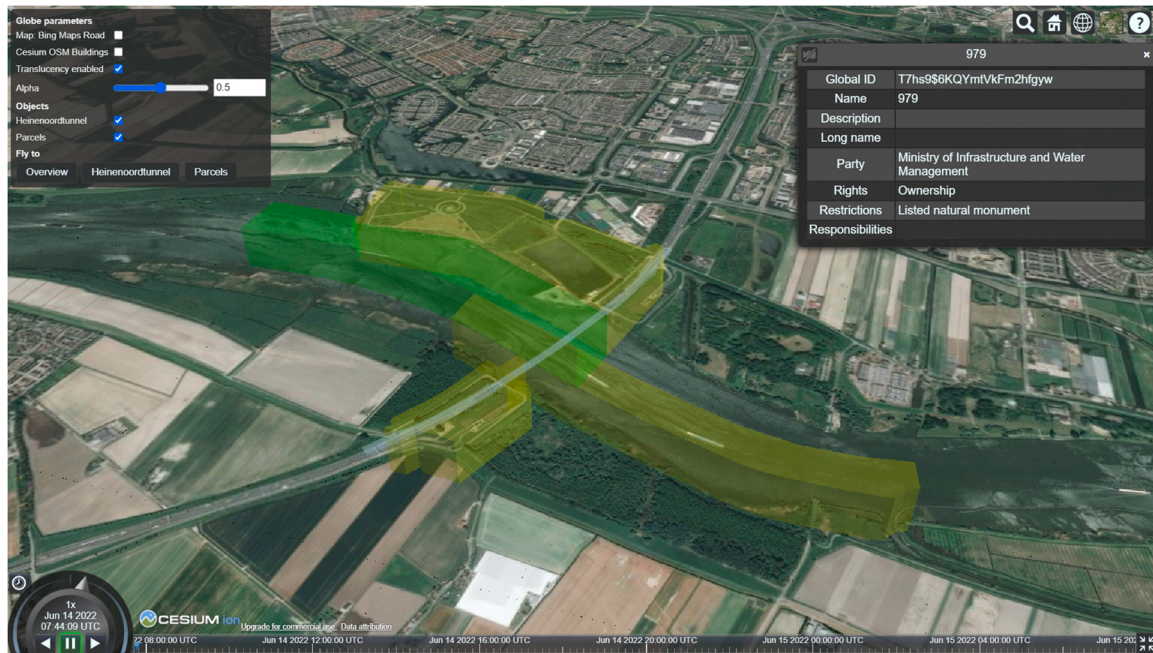 Globe parameters
Map: Bing Maps Road
Cesium OSM Buildings
Translucency enabled
Alpha 0.5
Objects
Heinenoordtunnel
Parcels
Fly to
Overview Heinenoordtunnel Parcels
?
979 ×
Global ID T7hs9$6KQYmtVkFm2hfgyw
Name 979
Description
Long name
Party Ministry of Infrastructure and Water
Management
Rights Ownership
Restrictions Listed natural monument
Responsibilities
1x
Jun 14 2022
07:44:09 UTC
CESIUM ion
Upgrade for commercial use. Data attribution
22 08:00:00 UTC Jun 14 2022 12:00:00 UTC Jun 14 2022 16:00:00 UTC Jun 14 2022 20:00:00 UTC Jun 15 2022 00:00:00 UTC Jun 15 2022 04:00:00 UTC Jun 15 202